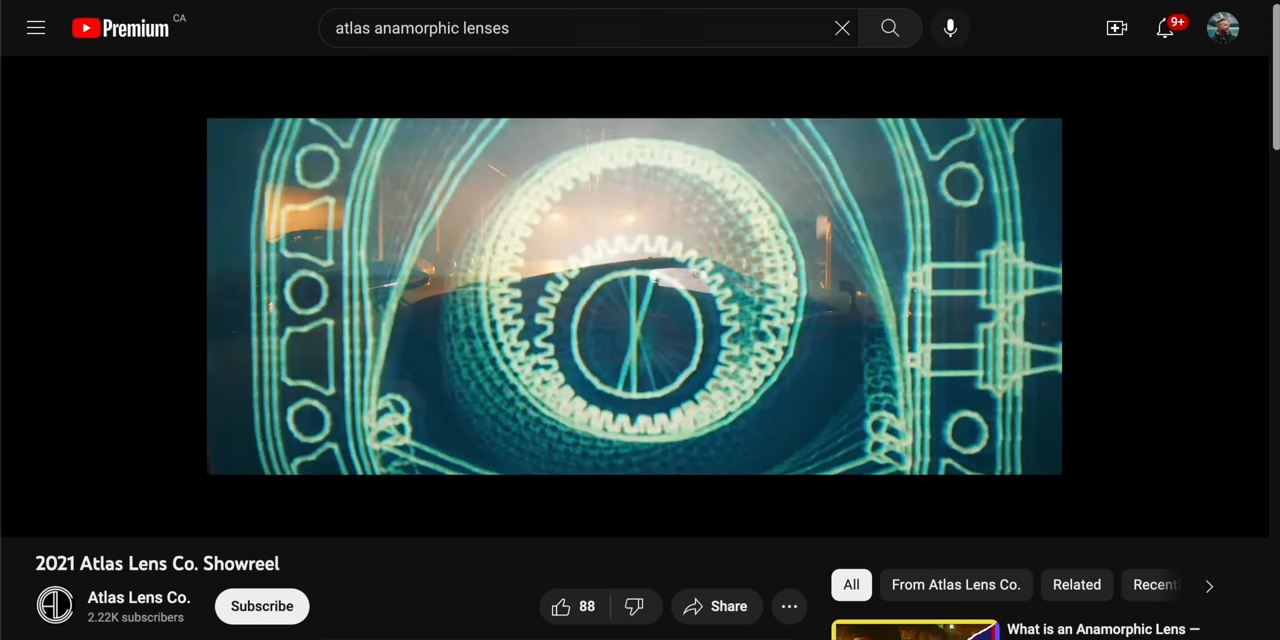 Premium CA
atlas anamorphic lenses
9+
2021 Atlas Lens Co. Showreel
Atlas Lens Co.
2.22K subscribers
Subscribe
88
Share
All
From Atlas Lens Co.
Related
Recent
What is an Anamorphic Lens —